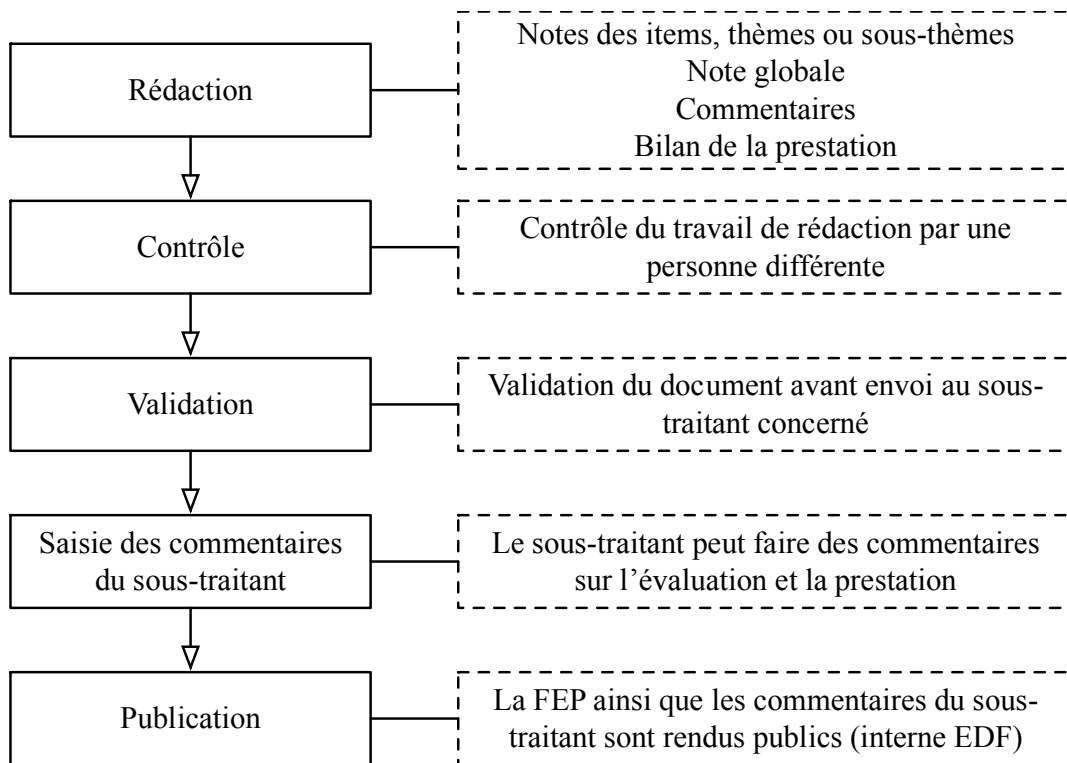 Rédaction
Notes des items, thèmes ou sous-thèmes
Note globale
Commentaires
Bilan de la prestation
Contrôle
Contrôle du travail de rédaction par une
personne différente
Validation
Validation du document avant envoi au sous-
traitant concerné
Saisie des commentaires
du sous-traitant
Le sous-traitant peut faire des commentaires
sur l’évaluation et la prestation
Publication
La FEP ainsi que les commentaires du sous-
traitant sont rendus publics (interne EDF)